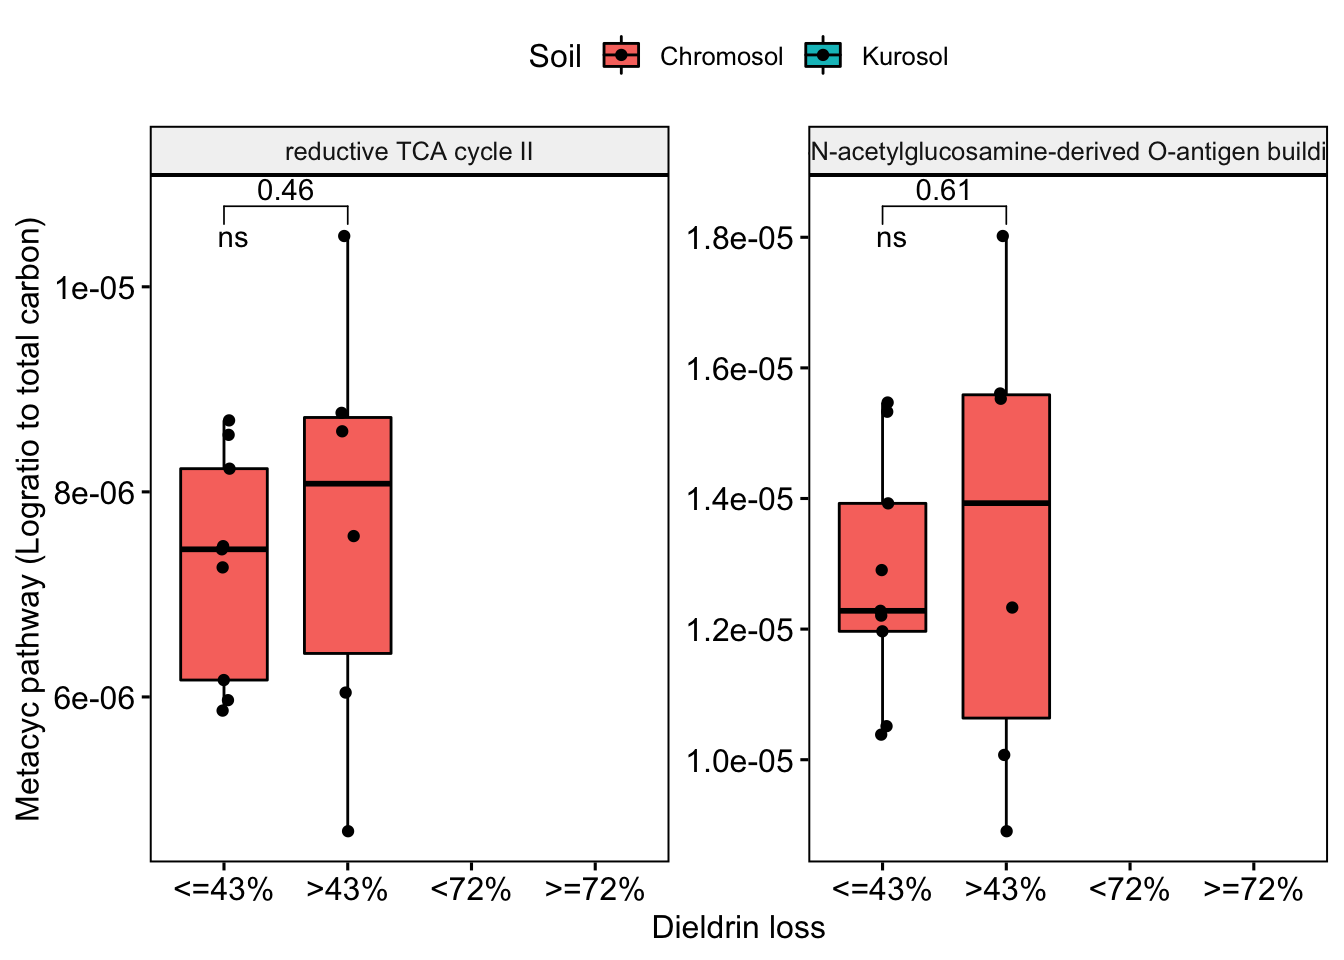 Soil Chromosol Kurosol
reductive TCA cycle II
N-acetylglucosamine-derived O-antigen buildi
0.46
ns
0.61
ns
Metacyc pathway (Logratio to total carbon)
1e-05
8e-06
6e-06
1.8e-05
1.6e-05
1.4e-05
1.2e-05
1.0e-05
<=43% >43% <72% >=72%
<=43% >43% <72% >=72%
Dieldrin loss